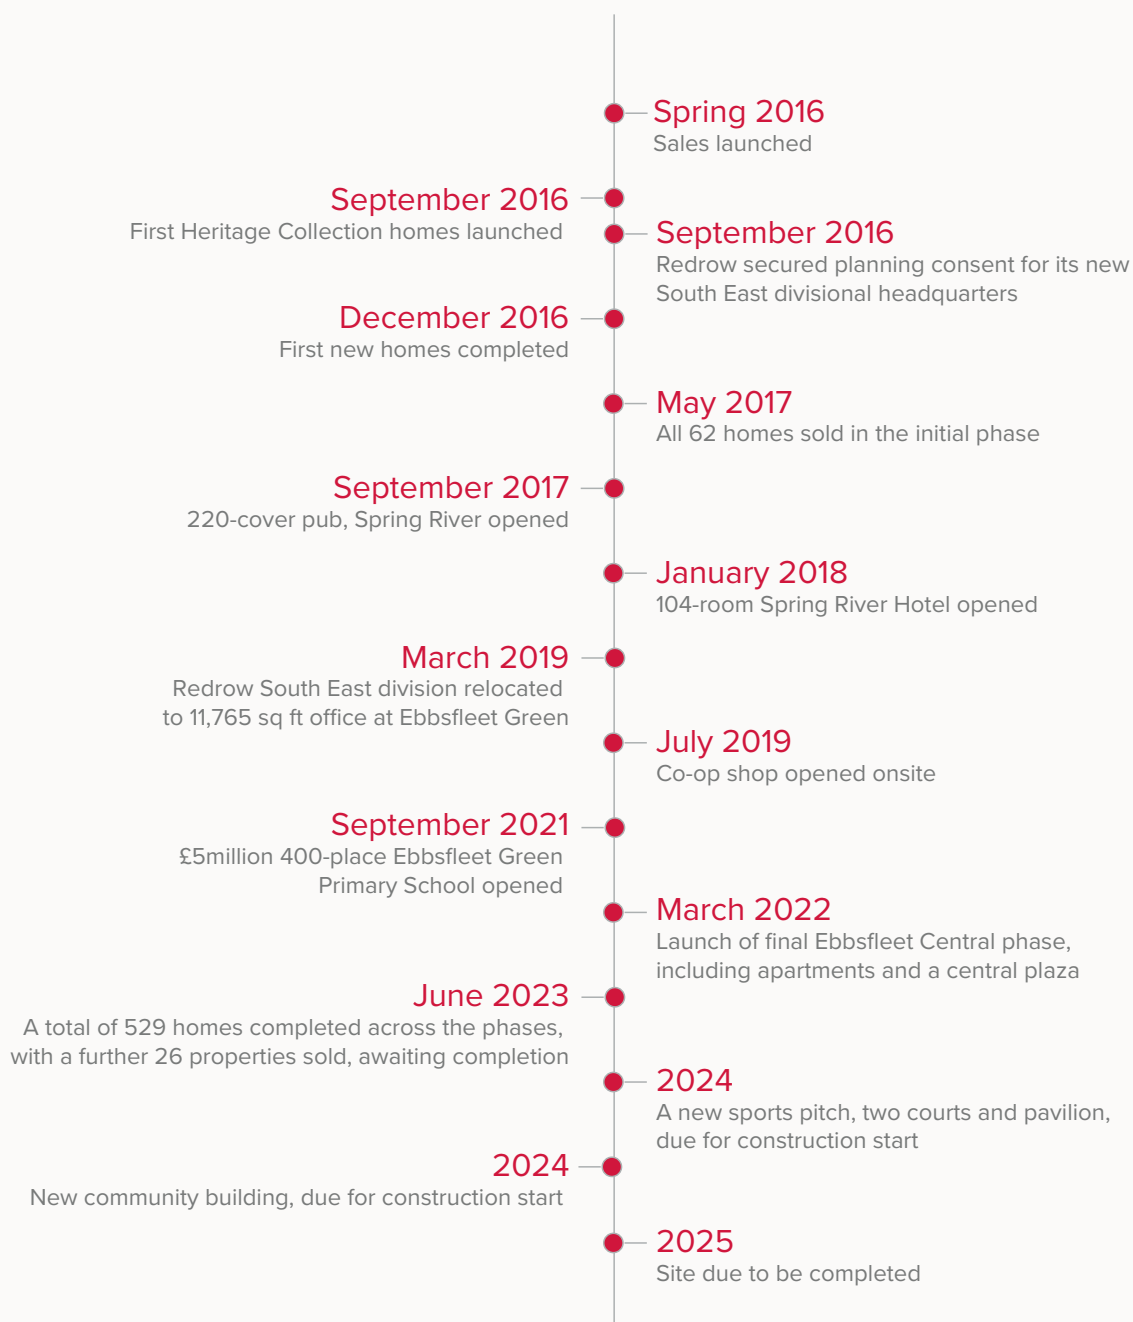 Spring 2016
Sales launched
September 2016
First Heritage Collection homes launched
September 2016
Redrow secured planning consent for its new
South East divisional headquarters
December 2016
First new homes completed
May 2017
All 62 homes sold in the initial phase
September 2017
220-cover pub, Spring River opened
January 2018
104-room Spring River Hotel opened
March 2019
Redrow South East division relocated
to 11,765 sq ft office at Ebbsfleet Green
July 2019
Co-op shop opened onsite
September 2021
£5million 400-place Ebbsfleet Green
Primary School opened
March 2022
Launch of final Ebbsfleet Central phase,
including apartments and a central plaza
June 2023
A total of 529 homes completed across the phases,
with a further 26 properties sold, awaiting completion
2024
A new sports pitch, two courts and pavilion,
due for construction start
2024
New community building, due for construction start
2025
Site due to be completed